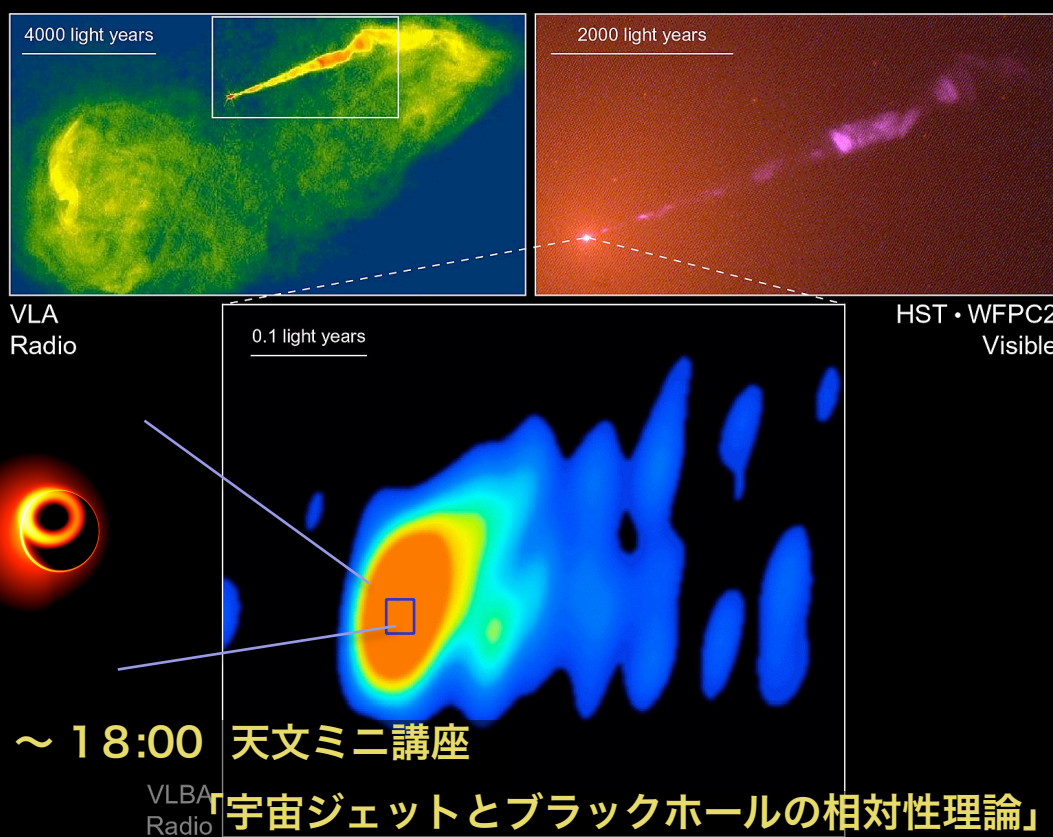 4000 light years
2000 light years
VLA
Radio
HST • WFPC2
Visible
0.1 light years
〜 18:00 天文ミニ講座
VLBA
Radio
「宇宙ジェットとブラックホールの相対性理論」